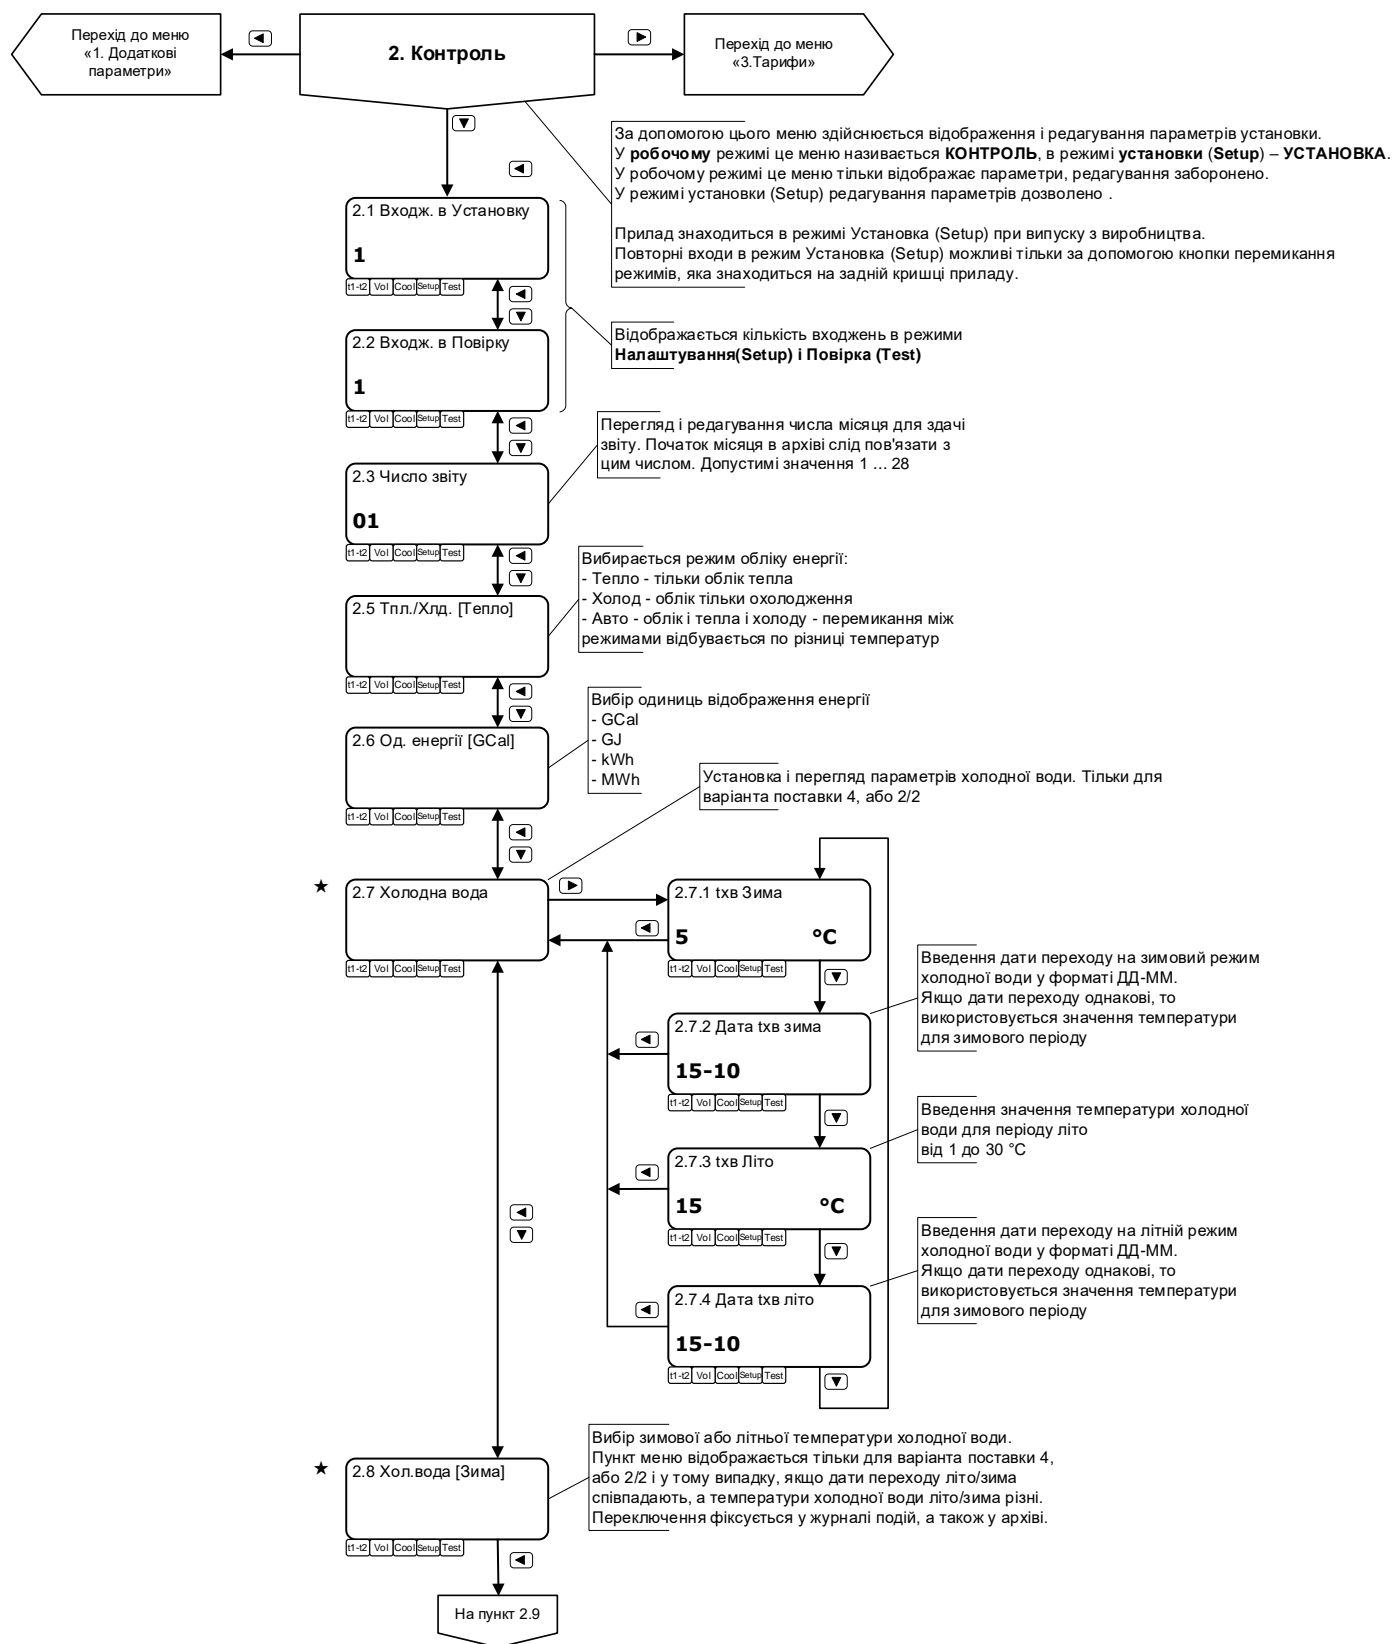 Перехід до меню
«1. Додаткові
параметри»
2. Контроль
Перехід до меню
«3.Тарифи»
За допомогою цього меню здійснюється відображення і редагування параметрів установки.
У робочому режимі це меню називається КОНТРОЛЬ, в режимі установки (Setup) – УСТАНОВКА.
У робочому режимі це меню тільки відображає параметри, редагування заборонено.
У режимі установки (Setup) редагування параметрів дозволено .
Прилад знаходиться в режимі Установка (Setup) при випуску з виробництва.
Повторні входи в режим Установка (Setup) можливі тільки за допомогою кнопки перемикання
режимів, яка знаходиться на задній кришці приладу.
2.1 Входж. в Установку
1
t1-t2 Vol Cool Setup Test
Відображається кількість входжень в режими
Налаштування(Setup) і Повірка (Test)
2.2 Входж. в Повірку
1
t1-t2 Vol Cool Setup Test
Перегляд і редагування числа місяця для здачі
звіту. Початок місяця в архіві слід пов'язати з
цим числом. Допустимі значення 1 ... 28
2.3 Число звіту
01
t1-t2 Vol Cool Setup Test
Вибирається режим обліку енергії:
- Тепло - тільки облік тепла
- Холод - облік тільки охолодження
- Авто - облік і тепла і холоду - перемикання між
режимами відбувається по різниці температур
2.5 Тпл./Хлд. [Тепло]
t1-t2 Vol Cool Setup Test
Вибір одиниць відображення енергії
- GCal
- GJ
- kWh
- MWh
2.6 Од. енергії [GCal]
t1-t2 Vol Cool Setup Test
Установка і перегляд параметрів холодної води. Тільки для
варіанта поставки 4, або 2/2
★
2.7 Холодна вода
t1-t2 Vol Cool Setup Test
2.7.1 tхв Зима
5 °C
t1-t2 Vol Cool Setup Test
Введення дати переходу на зимовий режим
холодної води у форматі ДД-ММ.
Якщо дати переходу однакові, то
використовується значення температури
для зимового періоду
2.7.2 Дата tхв зима
15-10
t1-t2 Vol Cool Setup Test
Введення значення температури холодної
води для періоду літо
від 1 до 30 °C
2.7.3 tхв Літо
15 °C
t1-t2 Vol Cool Setup Test
Введення дати переходу на літній режим
холодної води у форматі ДД-ММ.
Якщо дати переходу однакові, то
використовується значення температури
для зимового періоду
2.7.4 Дата tхв літо
15-10
t1-t2 Vol Cool Setup Test
Вибір зимової або літньої температури холодної води.
Пункт меню відображається тільки для варіанта поставки 4,
або 2/2 і у тому випадку, якщо дати переходу літо/зима
співпадають, а температури холодної води літо/зима різні.
Переключення фіксується у журналі подій, а також у архіві.
★
2.8 Хол.вода [Зима]
t1-t2 Vol Cool Setup Test
На пункт 2.9